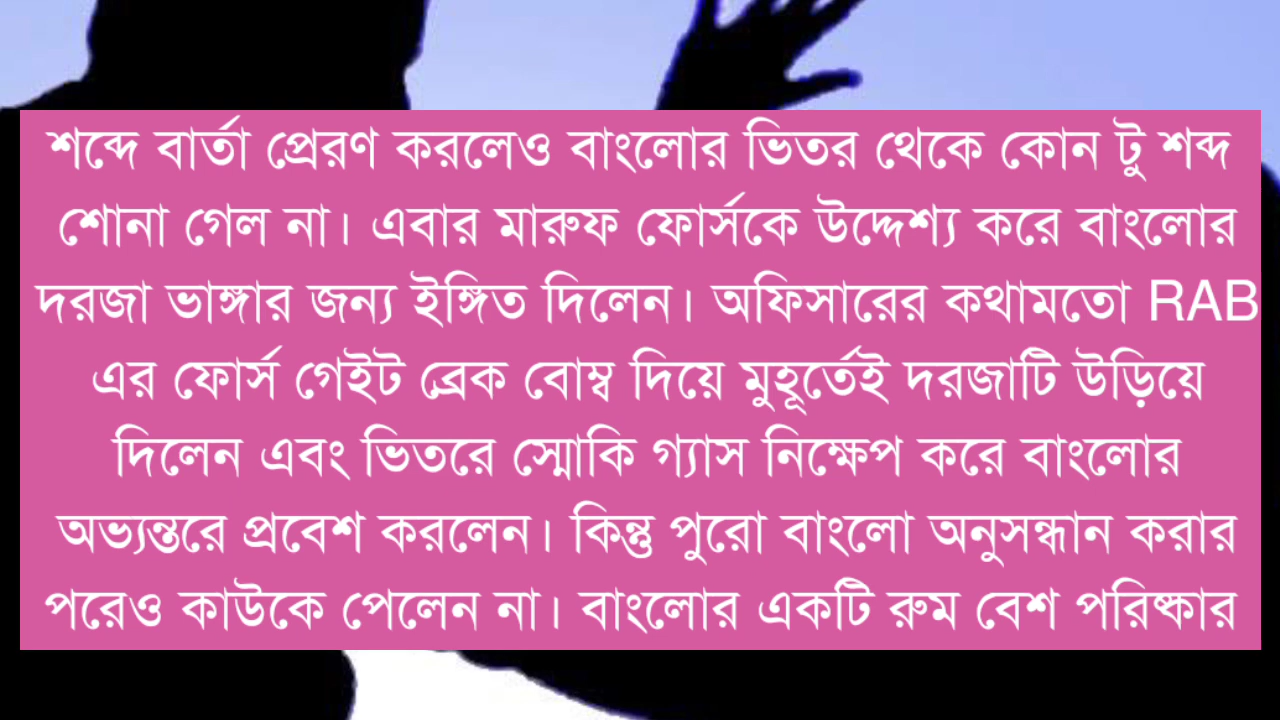 শব্দে বার্তা প্রেরণ করলেও বাংলোর ভিতর থেকে কোন টু শব্দ
শোনা গেল না। এবার মারুফ ফোর্সকে উদ্দেশ্য করে বাংলোর
দরজা ভাঙ্গার জন্য ইঙ্গিত দিলেন। অফিসারের কথামতো RAB
এর ফোর্স গেইট ব্রেক বোম্ব দিয়ে মুহূর্তেই দরজাটি উড়িয়ে
দিলেন এবং ভিতরে স্মোকি গ্যাস নিক্ষেপ করে বাংলোর
অভ্যন্তরে প্রবেশ করলেন। কিন্তু পুরো বাংলো অনুসন্ধান করার
পরেও কাউকে পেলেন না। বাংলোর একটি রুম বেশ পরিষ্কার